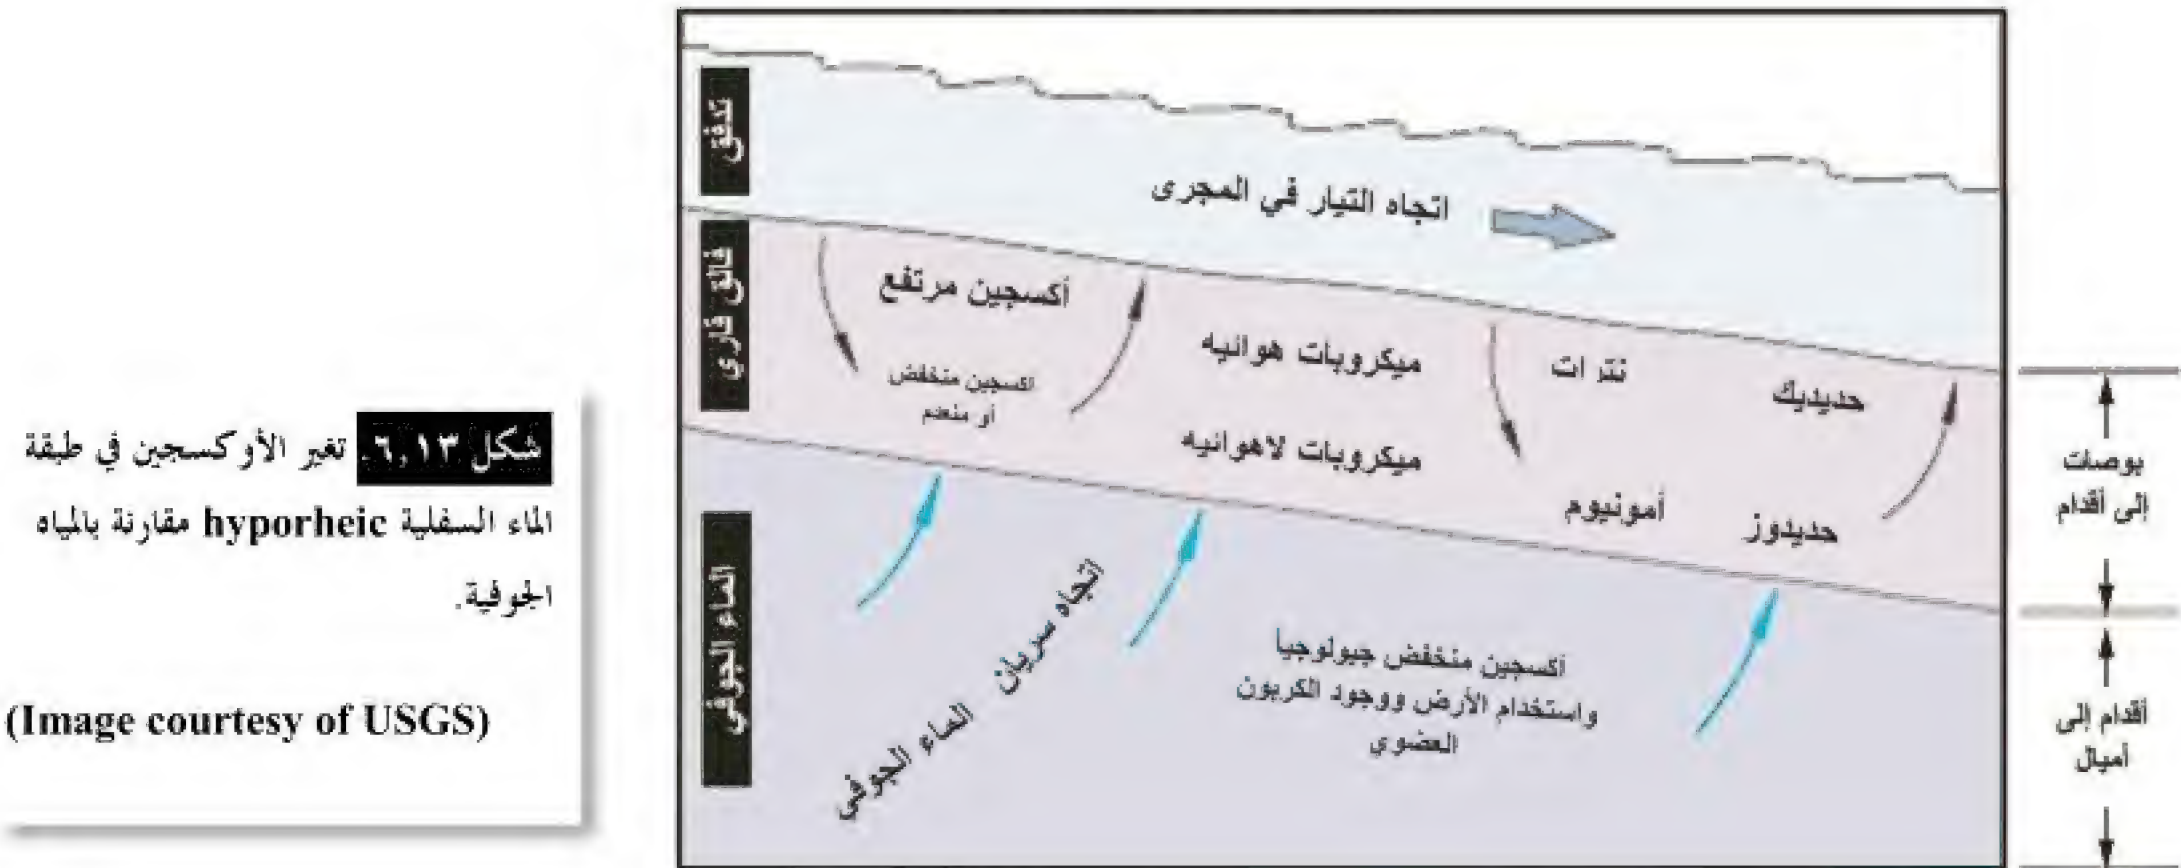 شكل ٦,١٣. تغير الأوكسجين في طبقة
الماء السفلية hyporheic مقارنة بالمياه
الجوفية.
(Image courtesy of USGS)
تدفق
اتجاه التيار في المجرى
فالق قاري
أكسجين مرتفع
أكسجين منخفض
أو منعدم
ميكروبات هوائيه
ميكروبات لاهوائيه
نترات
أمونيوم
حديديك
حديدوز
بوصات
إلى أقدام
الماء الجوفي
اتجاه سريان الماء الجوفي
أكسجين منخفض جيولوجيا
واستخدام الأرض ووجود الكربون
العضوي
أقدام إلى
أميال